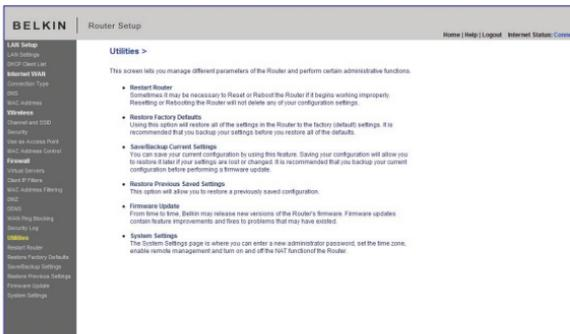 BELKIN Router Setup
Home | Help | Logout Internet Status: Conn
LAN Setup
LAN Settings
DHCP Client List
Internet WAN
Connection Type
DNS
MAC Address
Wireless
Channel and SSID
Security
Use as Access Point
MAC Address Control
Firewall
Virtual Servers
Client IP Filters
MAC Address Filtering
DMZ
DDNS
WAN Ping Blocking
Security Log
Utilities
Restart Router
Restore Factory Defaults
Save/Backup Settings
Restore Previous Settings
Firmware Update
System Settings
Utilities >
This screen lets you manage different parameters of the Router and perform certain administrative functions.
• Restart Router
Sometimes it may be necessary to Reset or Reboot the Router if it begins working improperly.
Resetting or Rebooting the Router will not delete any of your configuration settings.
• Restore Factory Defaults
Using this option will restore all of the settings in the Router to the factory (default) settings. It is
recommended that you backup your settings before you restore all of the defaults.
• Save/Backup Current Settings
You can save your current configuration by using this feature. Saving your configuration will allow you
to restore it later if your settings are lost or changed. It is recommended that you backup your current
configuration before performing a firmware update.
• Restore Previous Saved Settings
This option will allow you to restore a previously saved configuration.
• Firmware Update
From time to time, Belkin may release new versions of the Router's firmware. Firmware updates
contain feature improvements and fixes to problems that may have existed.
• System Settings
The System Settings page is where you can enter a new administrator password, set the time zone,
enable remote management and turn on and off the NAT function of the Router.